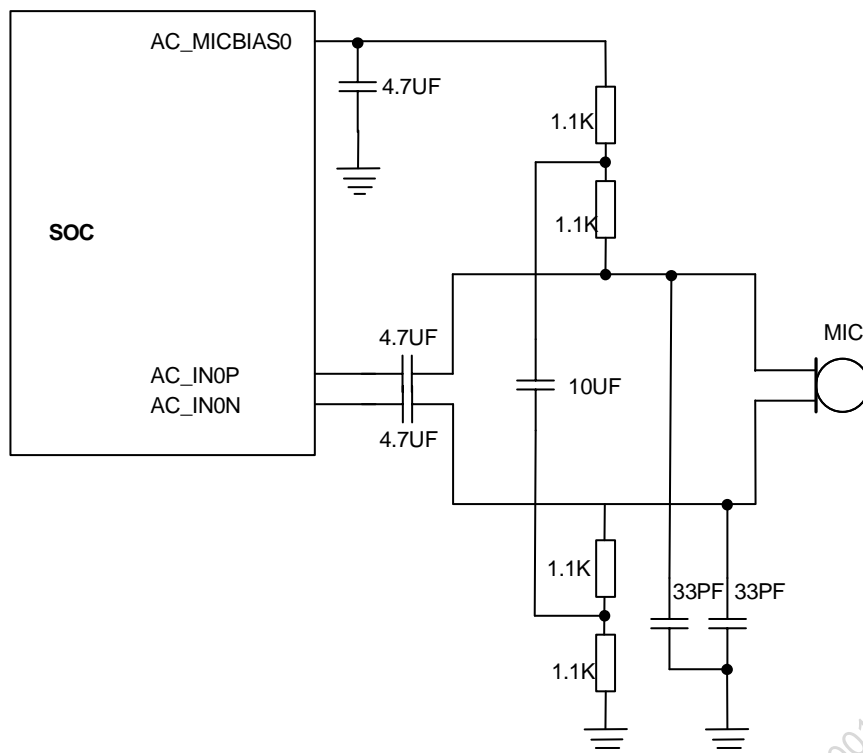 AC_MICBIAS0
4.7UF
1.1K
1.1K
SOC
MIC
4.7UF
AC_IN0P
10UF
AC_IN0N
4.7UF
1.1K
33PF 33PF
1.1K